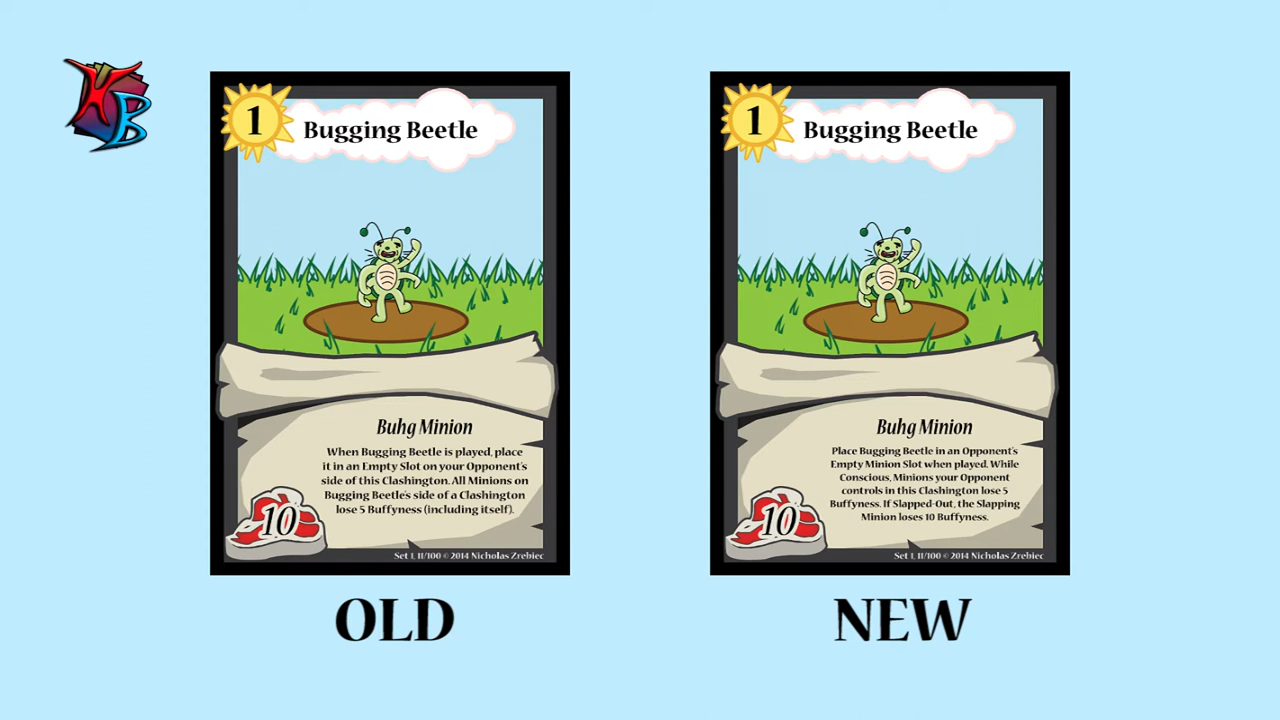 KB
1
Bugging Beetle
Buhg Minion
When Bugging Beetle is played, place
it in an Empty Slot on your Opponent's
side of this Clashington. All Minions on
Bugging Beetle's side of a Clashington
lose 5 Buffyness (including itself).
10
Set 1, 11/100 © 2014 Nicholas Zrebiec
OLD
1
Bugging Beetle
Buhg Minion
Place Bugging Beetle in an Opponent's
Empty Minion Slot when played. While
Conscious, Minions your Opponent
controls in this Clashington lose 5
Buffyness. If Slapped-Out, the Slapping
Minion loses 10 Buffyness.
10
Set 1, 11/100 © 2014 Nicholas Zrebiec
NEW